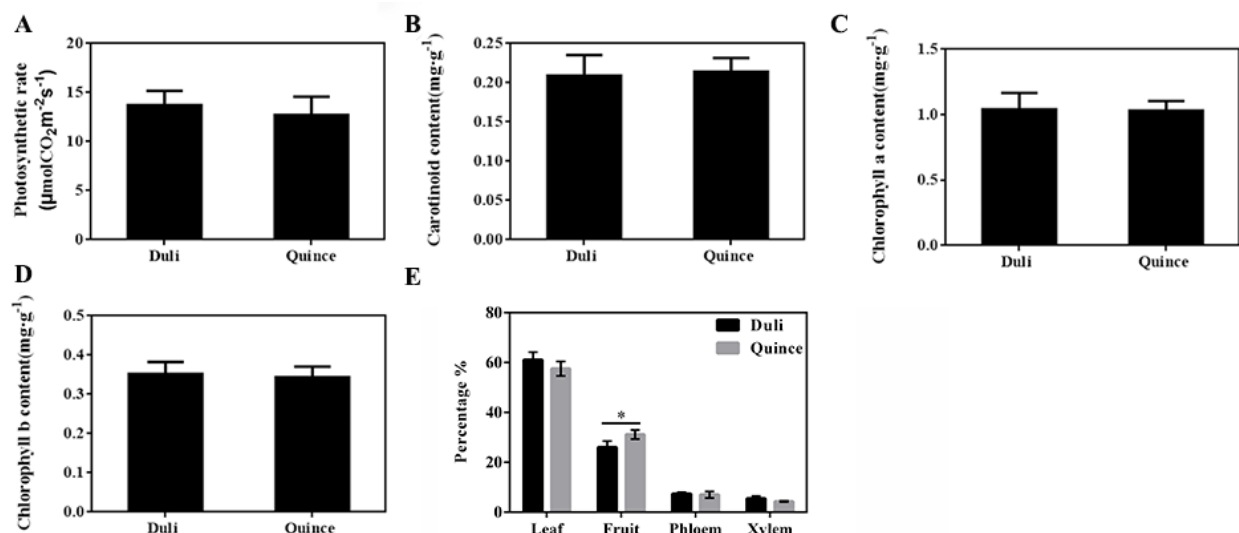 A
Photosynthetic rate
(μmolCO₂m⁻²s⁻¹)
20
15
10
5
0
Duli
Quince
B
Carotinoid content(mg·g⁻¹)
0.25
0.20
0.15
0.10
0.05
0.00
Duli
Quince
C
Chlorophyll a content(mg·g⁻¹)
1.5
1.0
0.5
0.0
Duli
Quince
D
Chlorophyll b content(mg·g⁻¹)
0.5
0.4
0.3
0.2
0.1
0.0
Duli
Quince
E
Percentage %
80
60
40
20
0
Duli
Quince
*
Leaf
Fruit
Phloem
Xylem